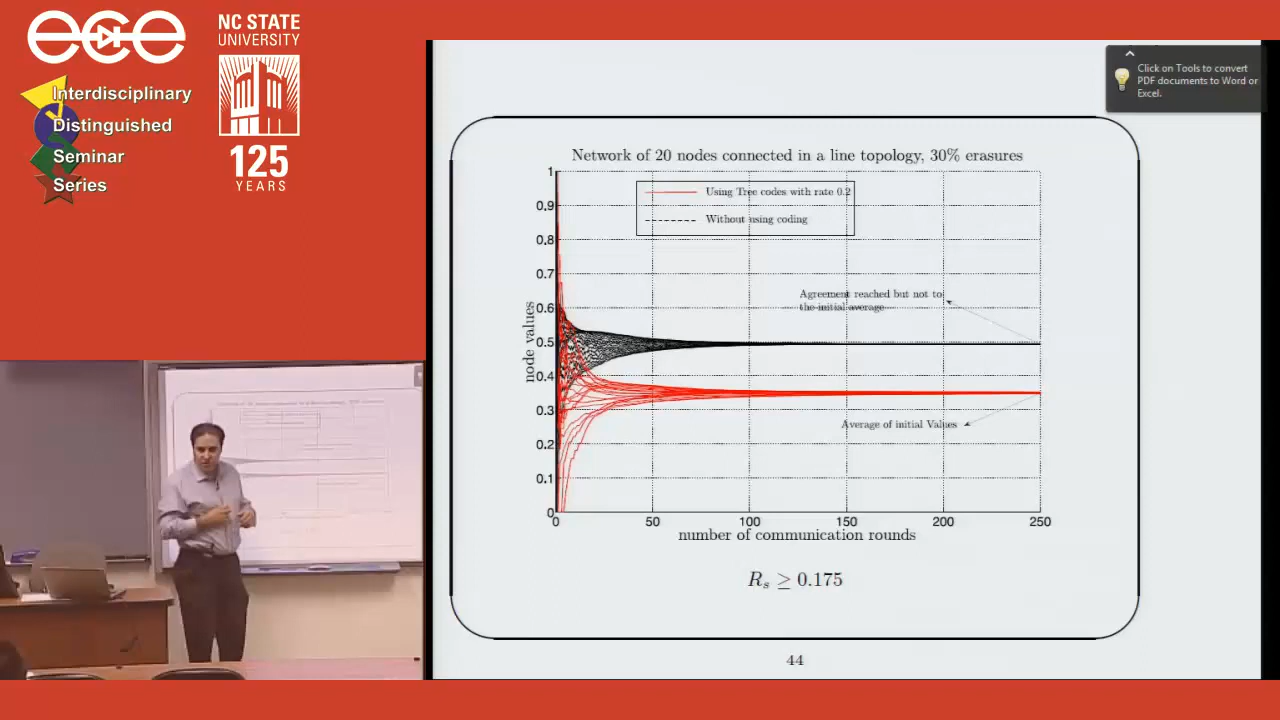 ece
NC STATE
UNIVERSITY
Interdisciplinary
Distinguished
Seminar
Series
125
YEARS
Click on Tools to convert
PDF documents to Word or
Excel.
Network of 20 nodes connected in a line topology, 30% erasures
Using Tree codes with rate 0.2
Without using coding
Agreement reached but not to
the initial average
Average of initial Values
node values
1
0.9
0.8
0.7
0.6
0.5
0.4
0.3
0.2
0.1
0
0 50 100 150 200 250
number of communication rounds
R_s ≥ 0.175
44